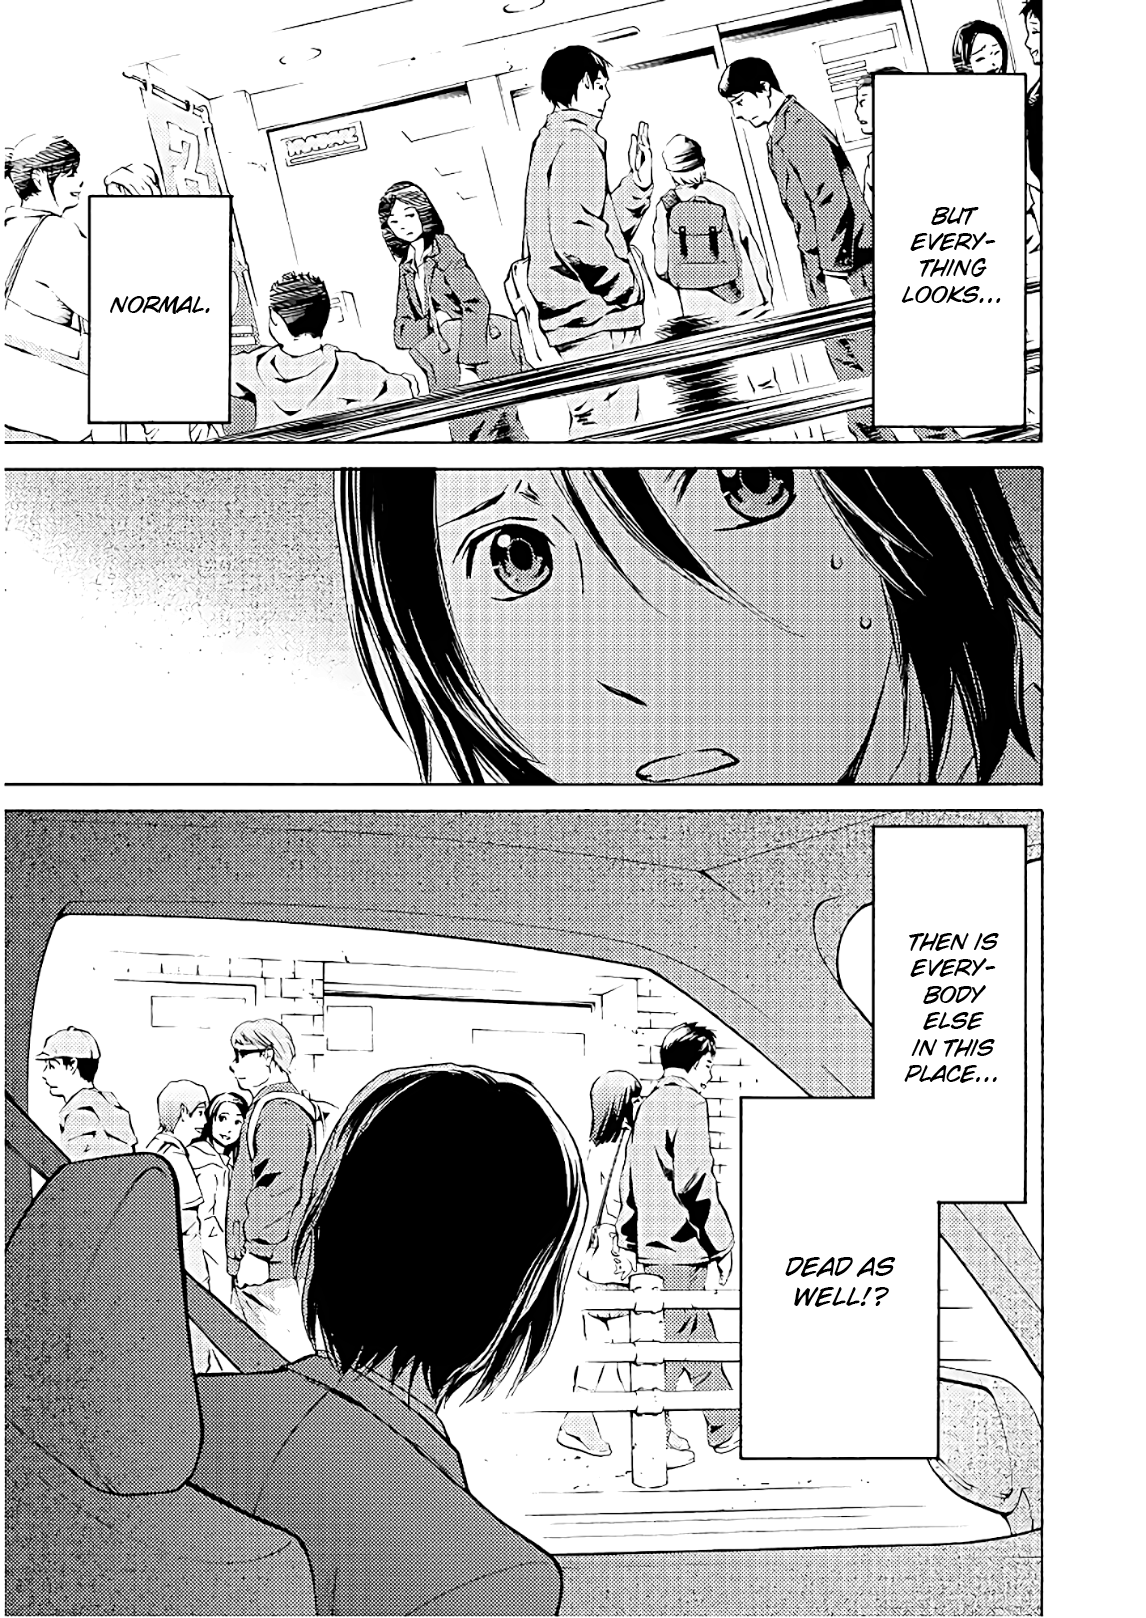 BUT
EVERY-
THING
LOOKS...
NORMAL.
THEN IS
EVERY-
BODY
ELSE
IN THIS
PLACE...
DEAD AS
WELL!?